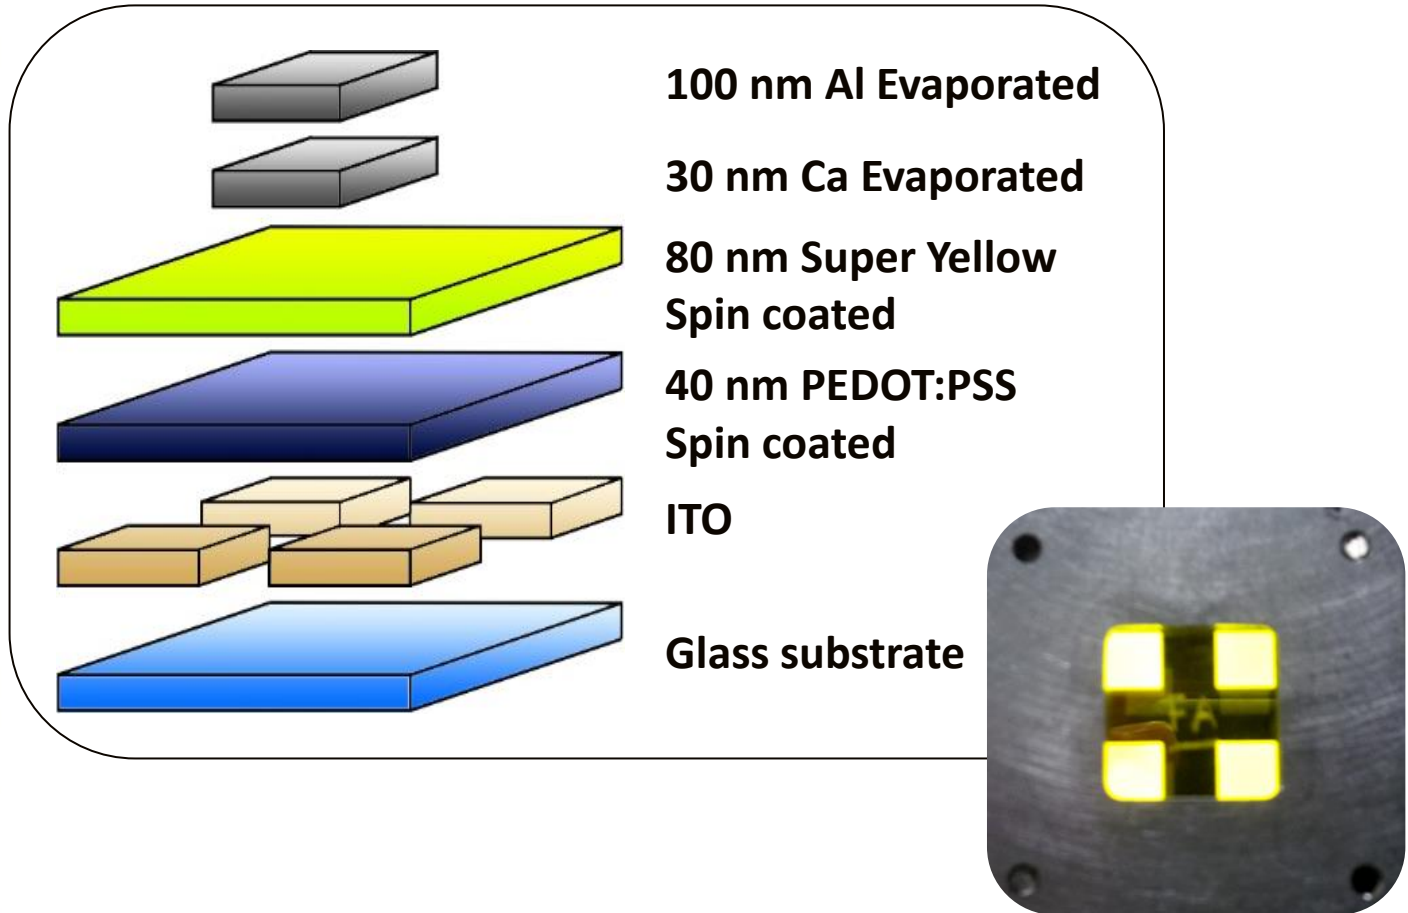 100 nm Al Evaporated
30 nm Ca Evaporated
80 nm Super Yellow
Spin coated
40 nm PEDOT:PSS
Spin coated
ITO
Glass substrate
FA